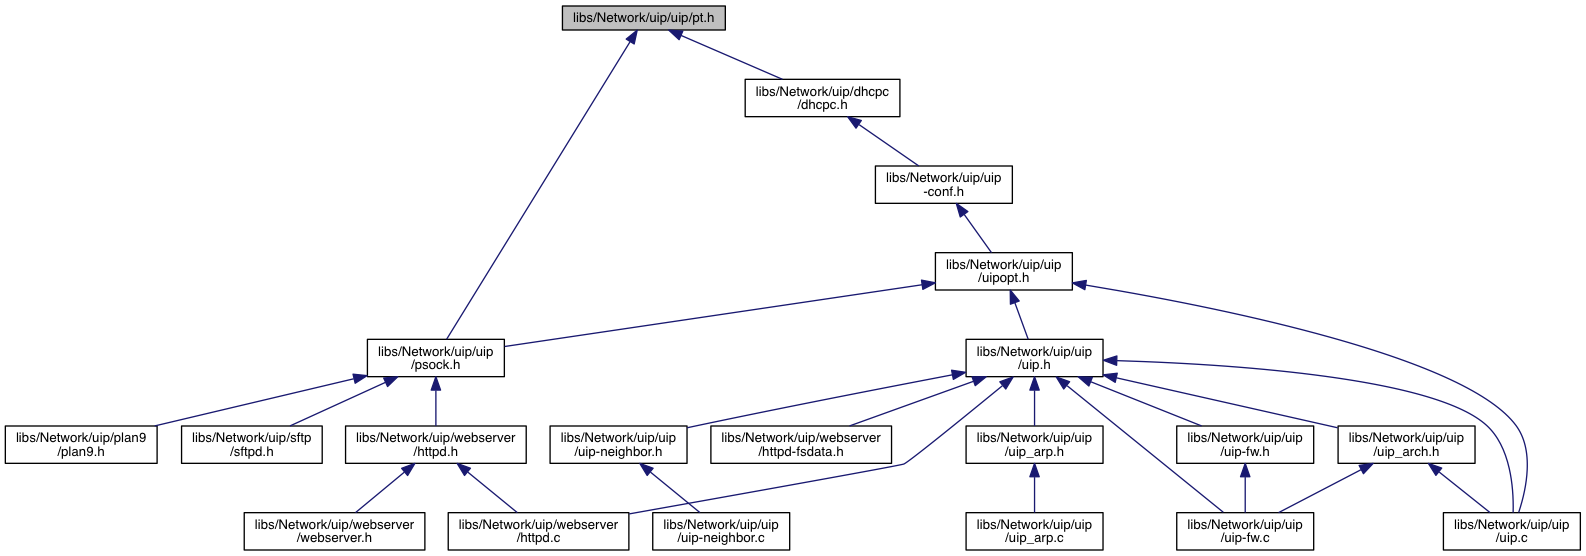 libs/Network/uip/uip/pt.h
libs/Network/uip/dhcpc
/dhcpc.h
libs/Network/uip/uip
-conf.h
libs/Network/uip/uip
/uipopt.h
libs/Network/uip/uip
/psock.h
libs/Network/uip/uip
/uip.h
libs/Network/uip/plan9
/plan9.h
libs/Network/uip/sftp
/sftpd.h
libs/Network/uip/webserver
/httpd.h
libs/Network/uip/uip
/uip-neighbor.h
libs/Network/uip/webserver
/httpd-fsdata.h
libs/Network/uip/uip
/uip_arp.h
libs/Network/uip/uip
/uip-fw.h
libs/Network/uip/uip
/uip_arch.h
libs/Network/uip/webserver
/webserver.h
libs/Network/uip/webserver
/httpd.c
libs/Network/uip/uip
/uip-neighbor.c
libs/Network/uip/uip
/uip_arp.c
libs/Network/uip/uip
/uip-fw.c
libs/Network/uip/uip
/uip.c